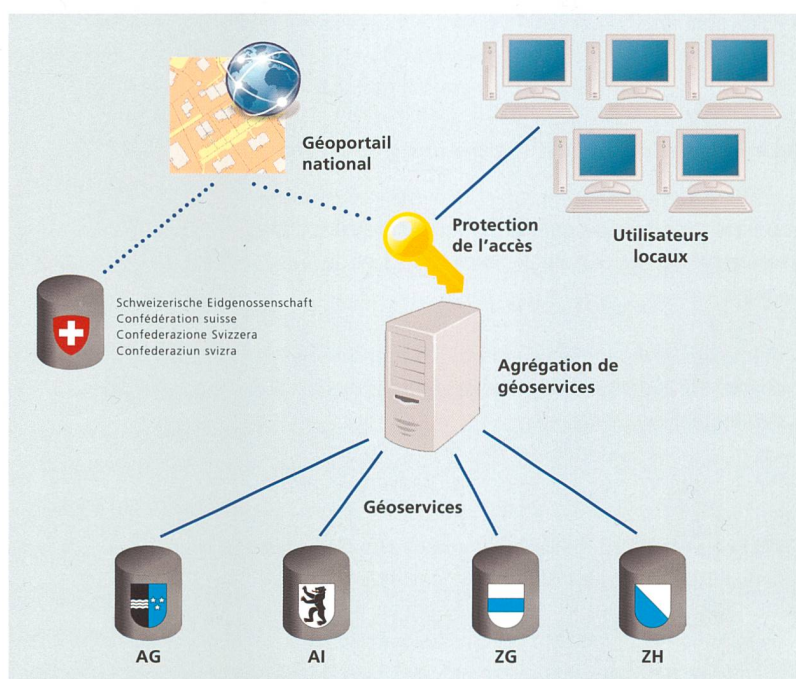 Géoportail
national
Protection
de l'accès
Utilisateurs
locaux
Schweizerische Eidgenossenschaft
Confédération suisse
Confederazione Svizzera
Confederaziun svizra
Agrégation de
géoservices
Géoservices
AG
AI
ZG
ZH